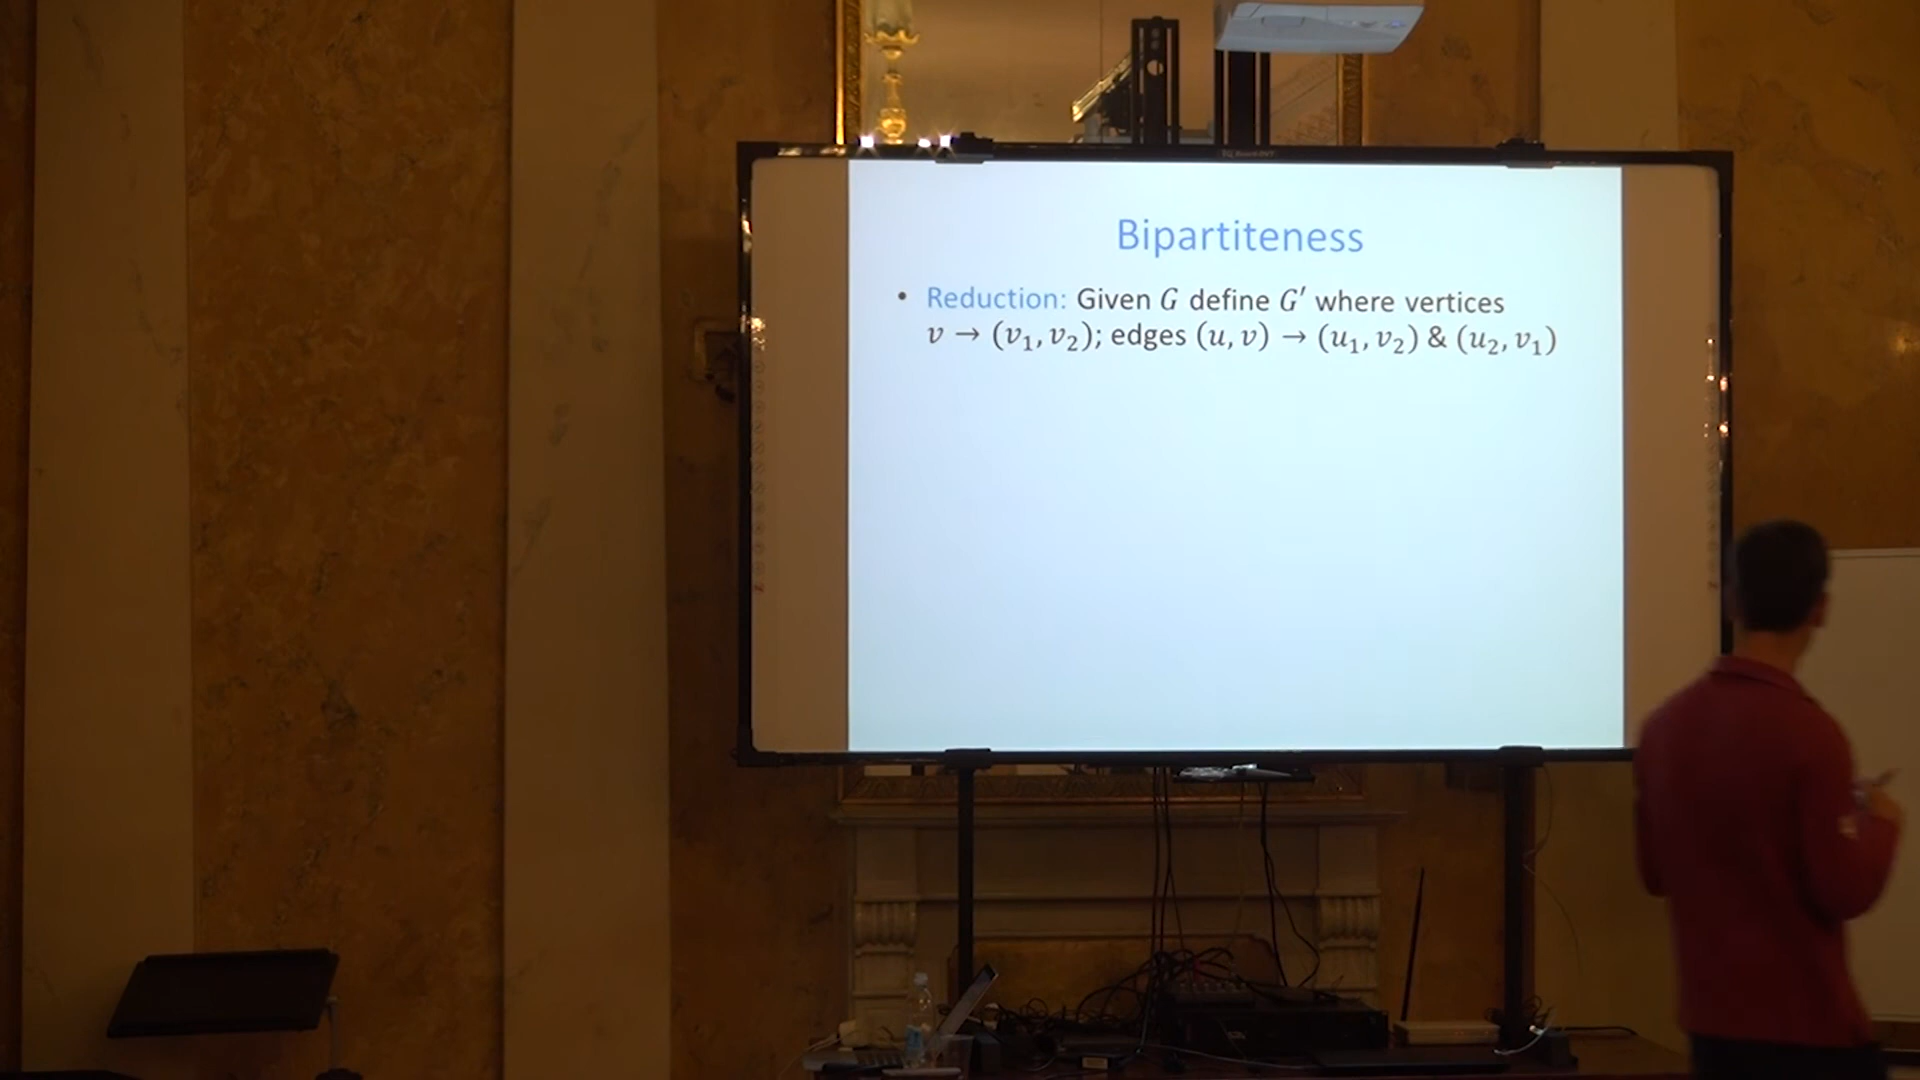 Bipartiteness
• Reduction: Given G define G′ where vertices
v → (v₁, v₂); edges (u, v) → (u₁, v₂) & (u₂, v₁)